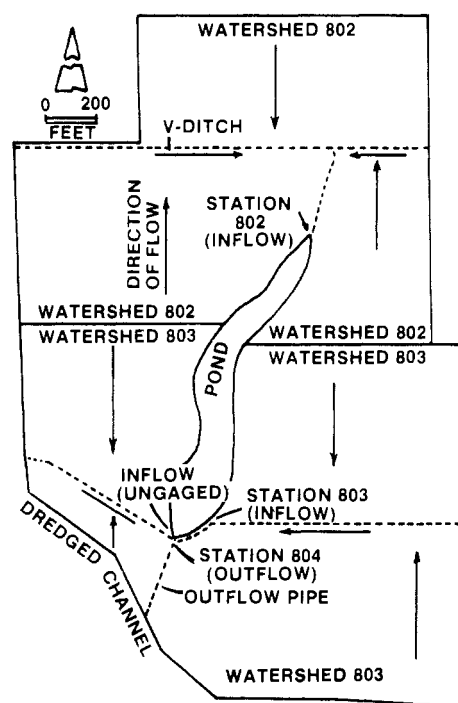 WATERSHED 802
0 200
FEET
V-DITCH
STATION
802
(INFLOW)
DIRECTION
OF FLOW
WATERSHED 802
WATERSHED 803
WATERSHED 802
WATERSHED 803
POND
INFLOW
(UNGAGED)
STATION 803
(INFLOW)
DREDGED CHANNEL
STATION 804
(OUTFLOW)
OUTFLOW PIPE
WATERSHED 803